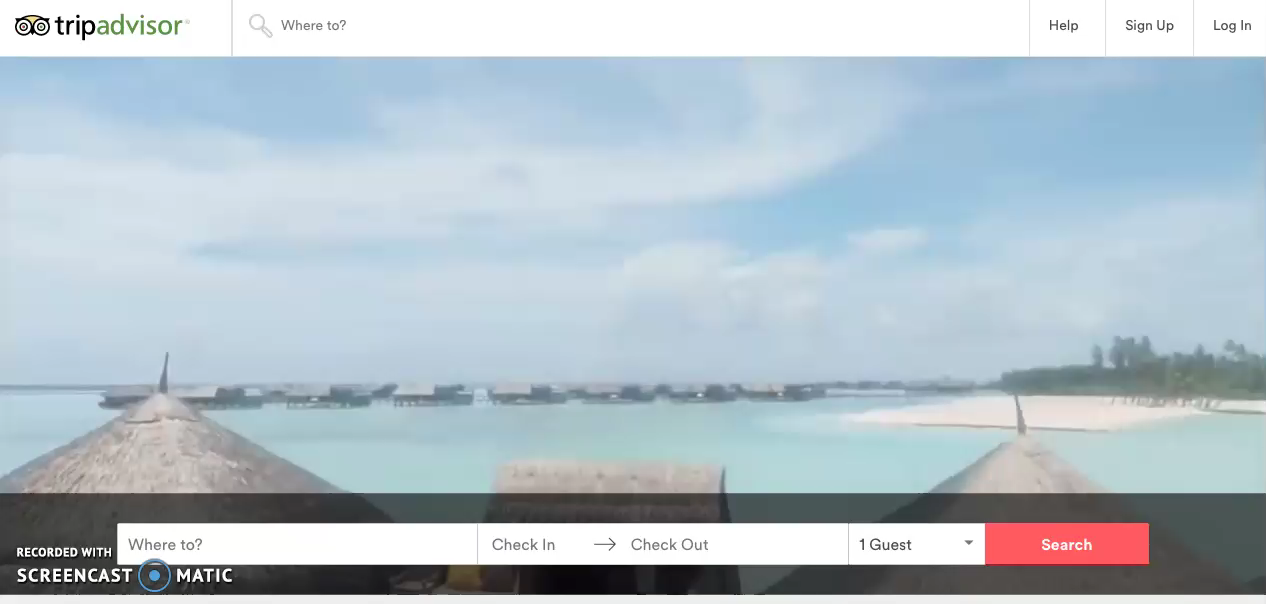 tripadvisor®
Where to?
Help
Sign Up
Log In
Where to?
Check In → Check Out
1 Guest
Search
RECORDED WITH
SCREENCAST MATIC